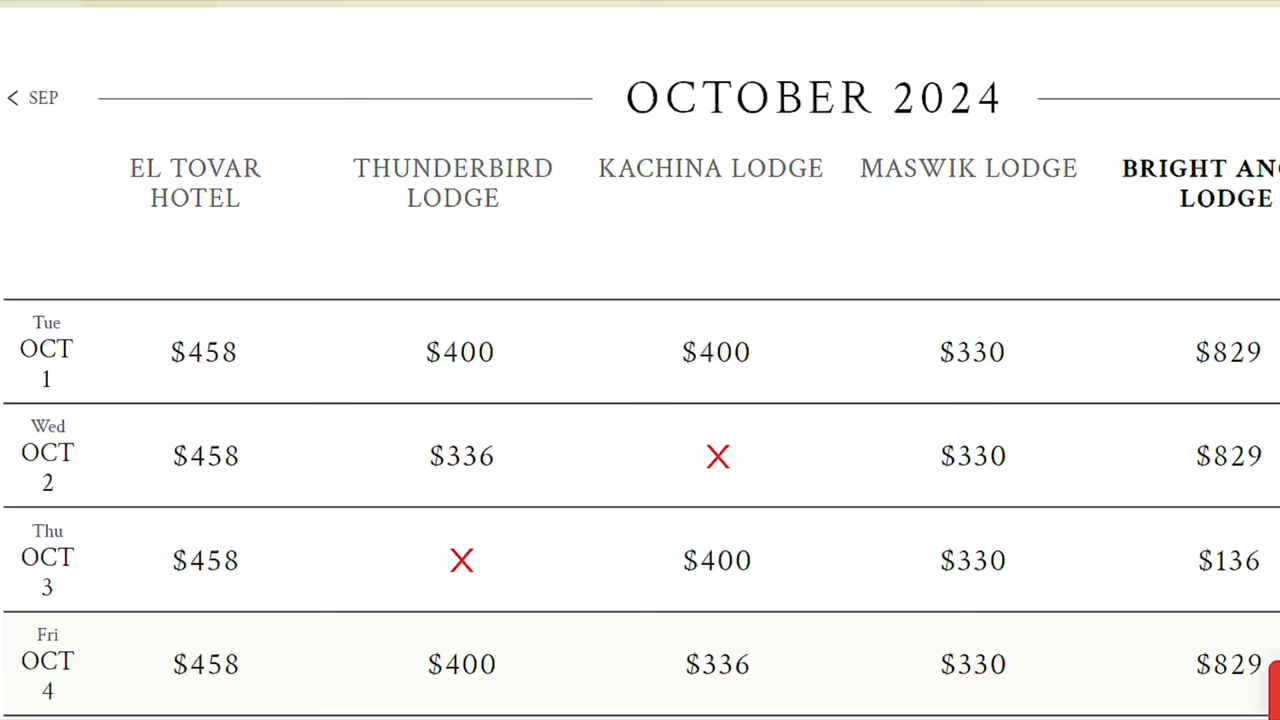 < SEP
OCTOBER 2024
EL TOVAR HOTEL
THUNDERBIRD LODGE
KACHINA LODGE
MASWIK LODGE
BRIGHT
LODGE
Tue
OCT
1
$458 $400 $400 $330 $829
Wed
OCT
2
$458 $336 X $330 $829
Thu
OCT
3
$458 X $400 $330 $136
Fri
OCT
4
$458 $400 $336 $330 $829